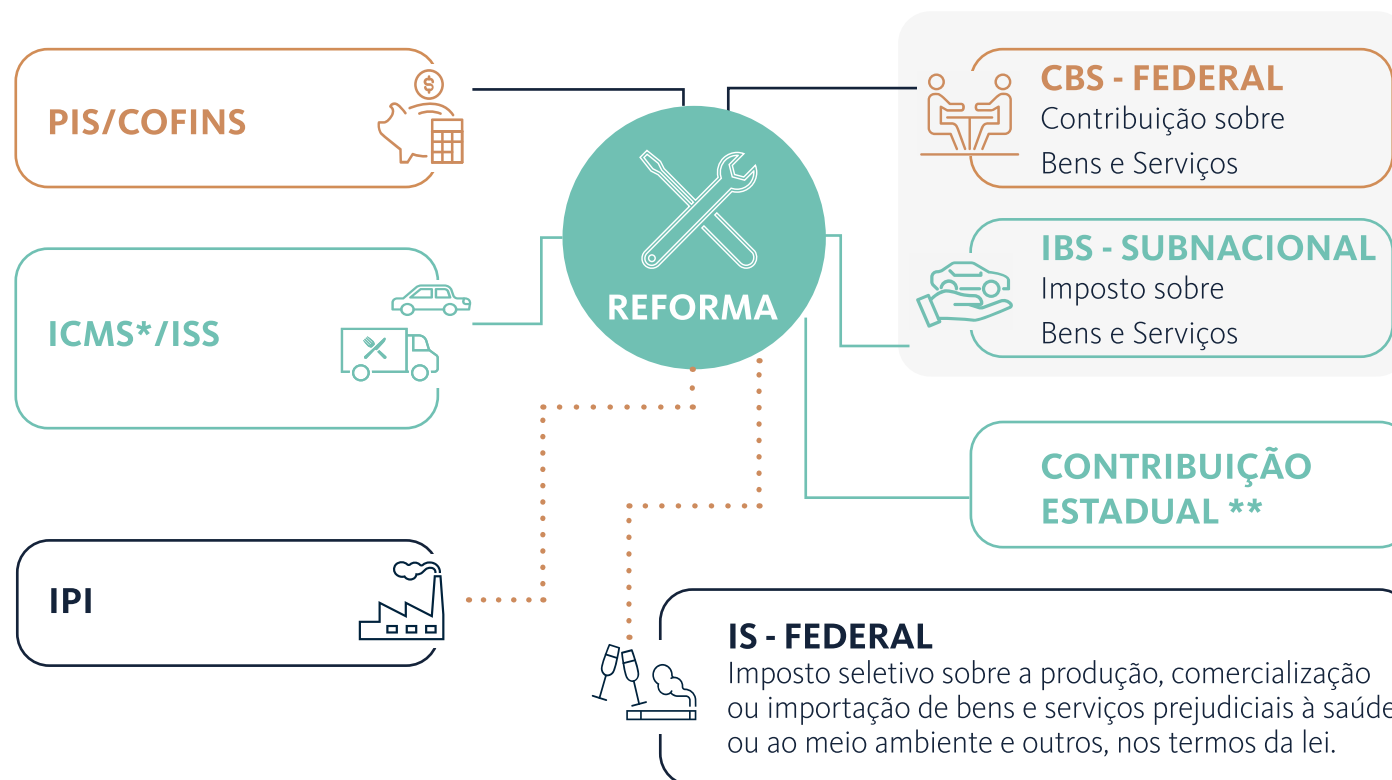 PIS/COFINS
ICMS*/ISS
IPI
$
REFORMA
CBS - FEDERAL
Contribuição sobre
Bens e Serviços
IBS - SUBNACIONAL
Imposto sobre
Bens e Serviços
CONTRIBUIÇÃO
ESTADUAL **
IS - FEDERAL
Imposto seletivo sobre a produção, comercialização
ou importação de bens e serviços prejudiciais à saúde
ou ao meio ambiente e outros, nos termos da lei.